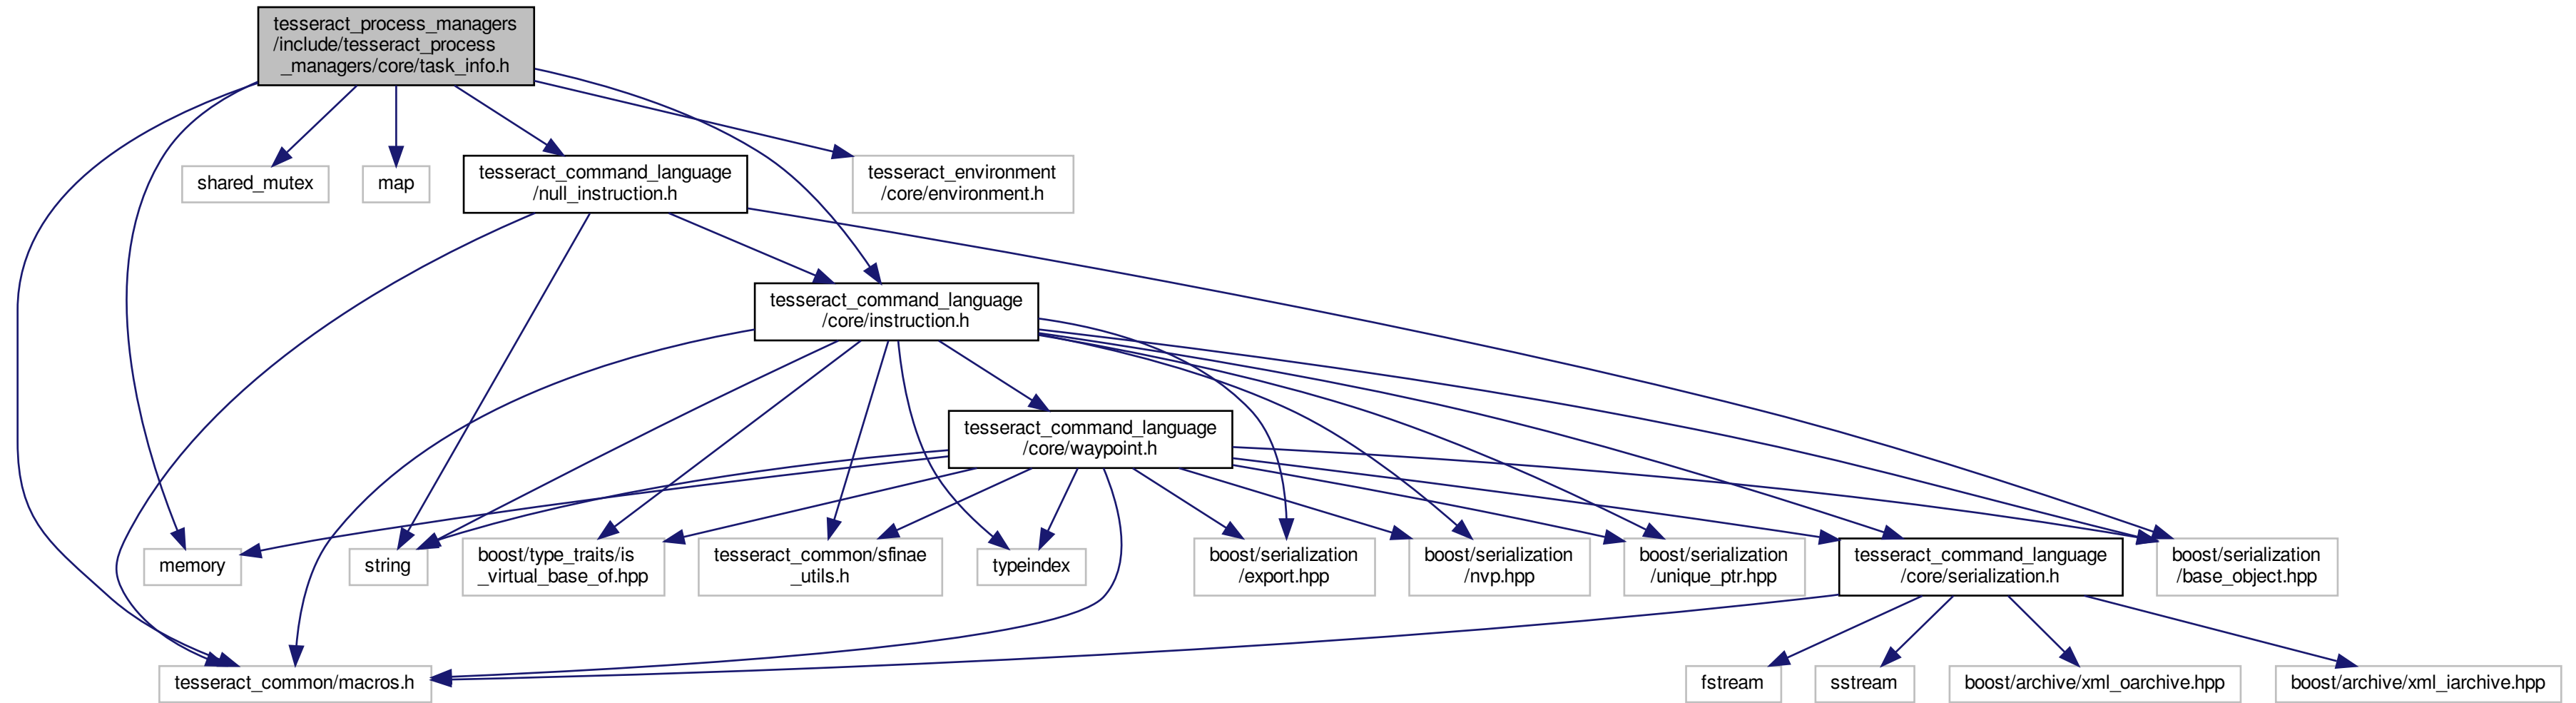 tesseract_process_managers
/include/tesseract_process
_managers/core/task_info.h
shared_mutex
map
tesseract_command_language
/null_instruction.h
tesseract_environment
/core/environment.h
tesseract_command_language
/core/instruction.h
tesseract_command_language
/core/waypoint.h
memory
string
boost/type_traits/is
_virtual_base_of.hpp
tesseract_common/sfinae
_utils.h
typeindex
boost/serialization
/export.hpp
boost/serialization
/nvp.hpp
boost/serialization
/unique_ptr.hpp
tesseract_command_language
/core/serialization.h
boost/serialization
/base_object.hpp
tesseract_common/macros.h
fstream
sstream
boost/archive/xml_oarchive.hpp
boost/archive/xml_iarchive.hpp